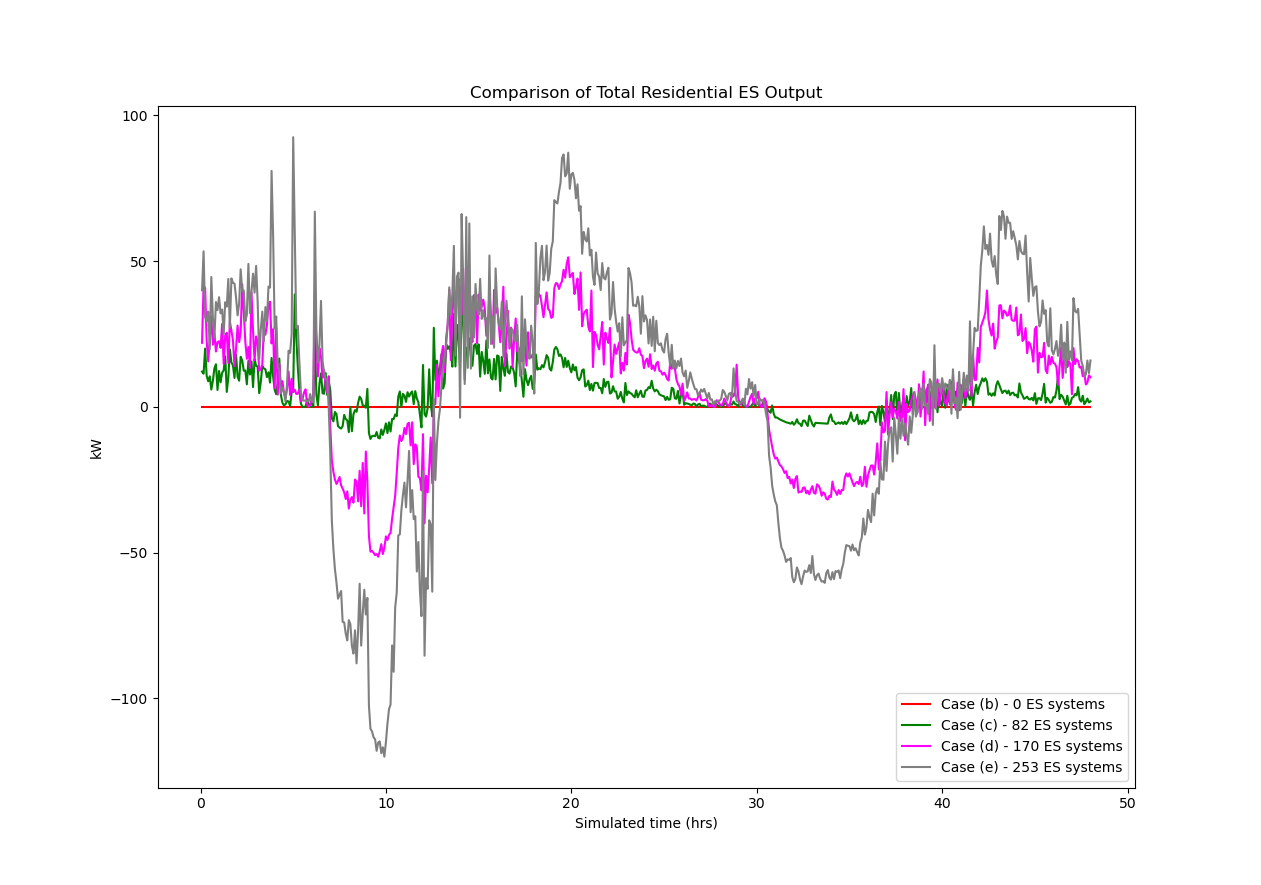 Comparison of Total Residential ES Output
100
50
0
−50
−100
kW
0
10
20
30
40
50
Simulated time (hrs)
Case (b) - 0 ES systems
Case (c) - 82 ES systems
Case (d) - 170 ES systems
Case (e) - 253 ES systems